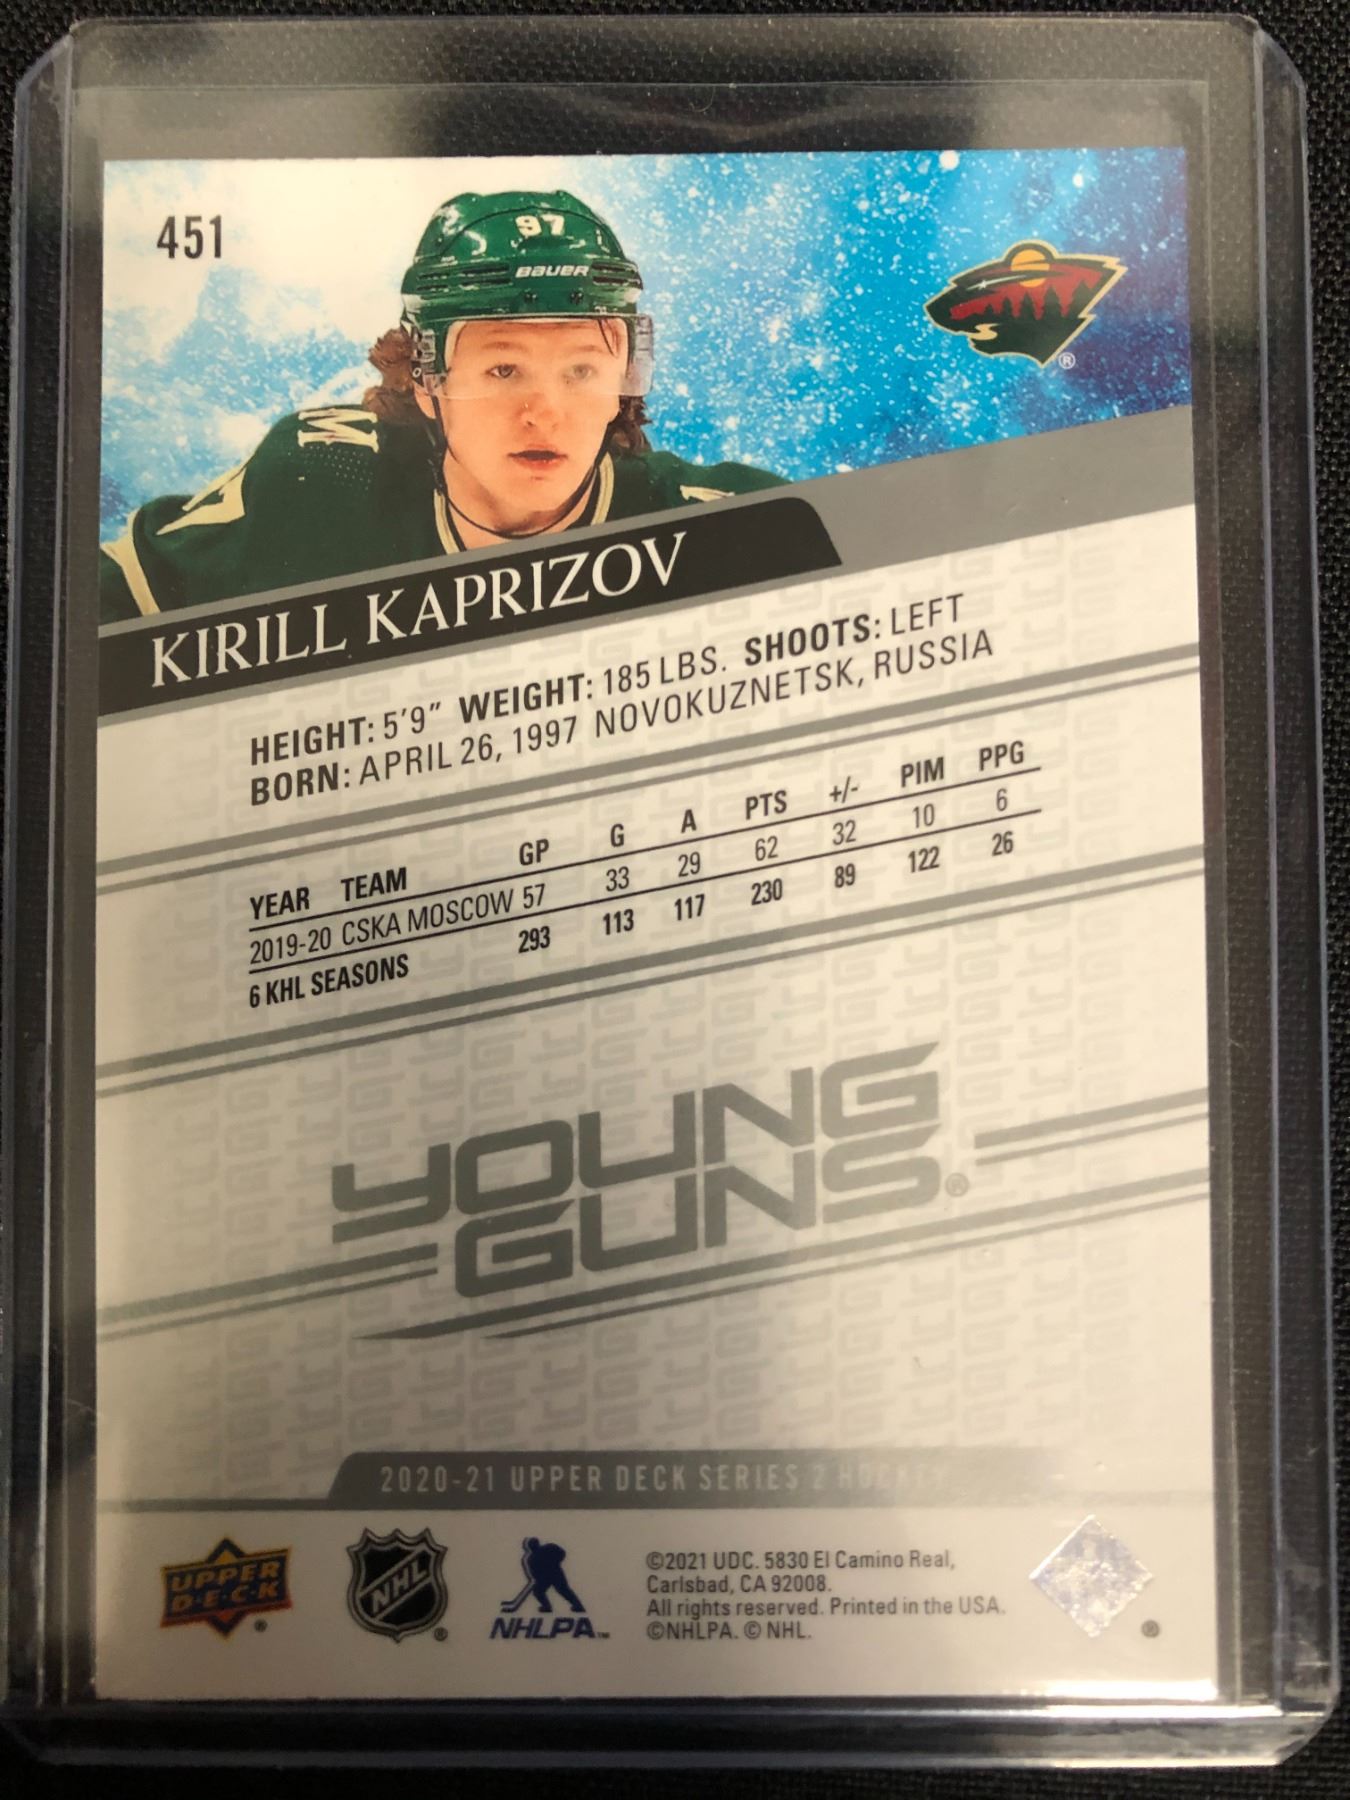 451
97
BAUER
®
KIRILL KAPRIZOV
HEIGHT: 5'9" WEIGHT: 185 LBS. SHOOTS: LEFT
BORN: APRIL 26, 1997 NOVOKUZNETSK, RUSSIA
YEAR TEAM GP G A PTS +/- PIM PPG
2019-20 CSKA MOSCOW 57 33 29 62 32 10 6
6 KHL SEASONS 293 113 117 230 89 122 26
YOUNG
GUNS®
2020-21 UPPER DECK SERIES 2 HOCKEY
UPPER
D·E·C·K ®
NHL ®
NHLPA™
©2021 UDC. 5830 El Camino Real,
Carlsbad, CA 92008.
All rights reserved. Printed in the USA.
©NHLPA. © NHL.
®